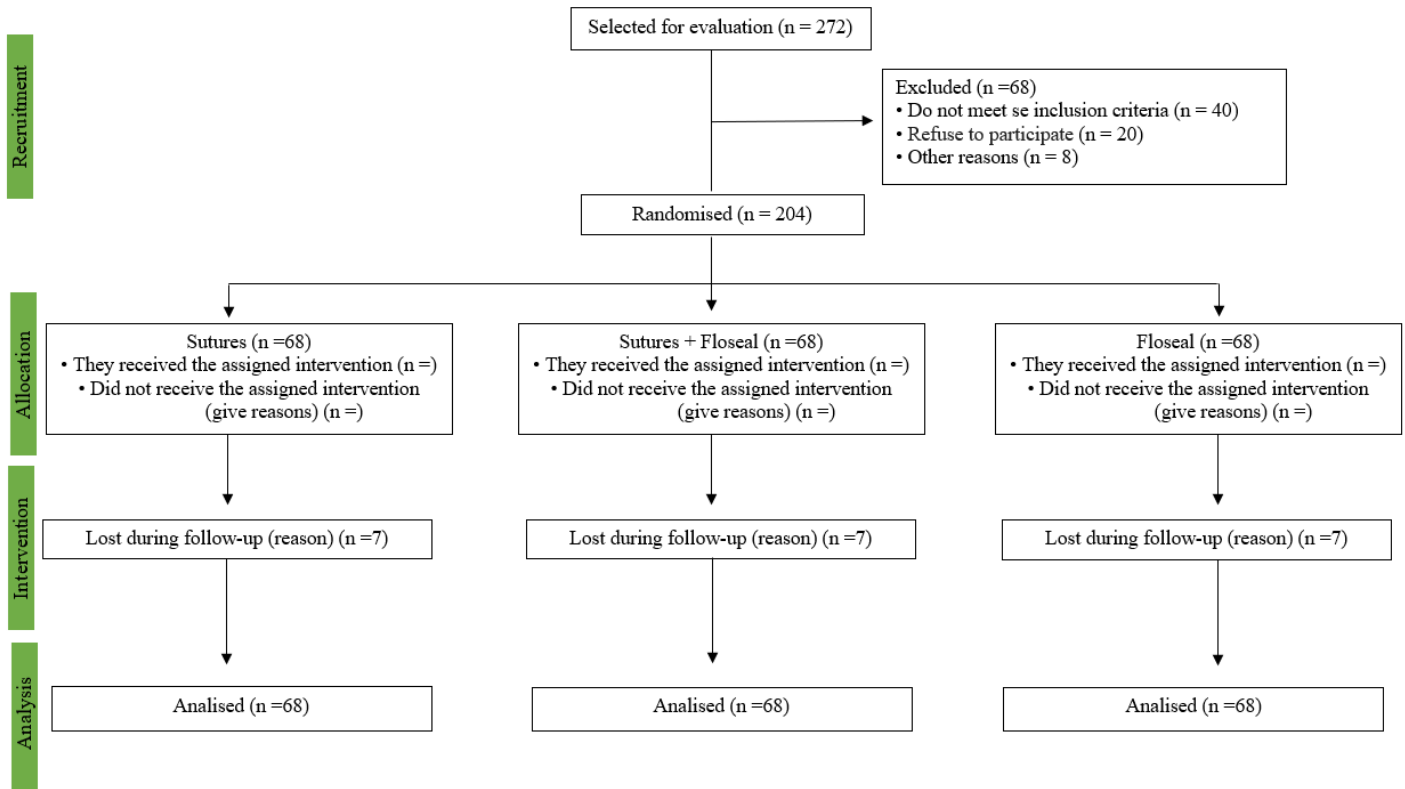 Selected for evaluation (n = 272)
Recruitment
Excluded (n =68)
• Do not meet se inclusion criteria (n = 40)
• Refuse to participate (n = 20)
• Other reasons (n = 8)
Randomised (n = 204)
Allocation
Sutures (n =68)
• They received the assigned intervention (n =)
• Did not receive the assigned intervention
(give reasons) (n =)
Sutures + Floseal (n =68)
• They received the assigned intervention (n =)
• Did not receive the assigned intervention
(give reasons) (n =)
Floseal (n =68)
• They received the assigned intervention (n =)
• Did not receive the assigned intervention
(give reasons) (n =)
Intervention
Lost during follow-up (reason) (n =7)
Lost during follow-up (reason) (n =7)
Lost during follow-up (reason) (n =7)
Analysis
Analised (n =68)
Analised (n =68)
Analised (n =68)